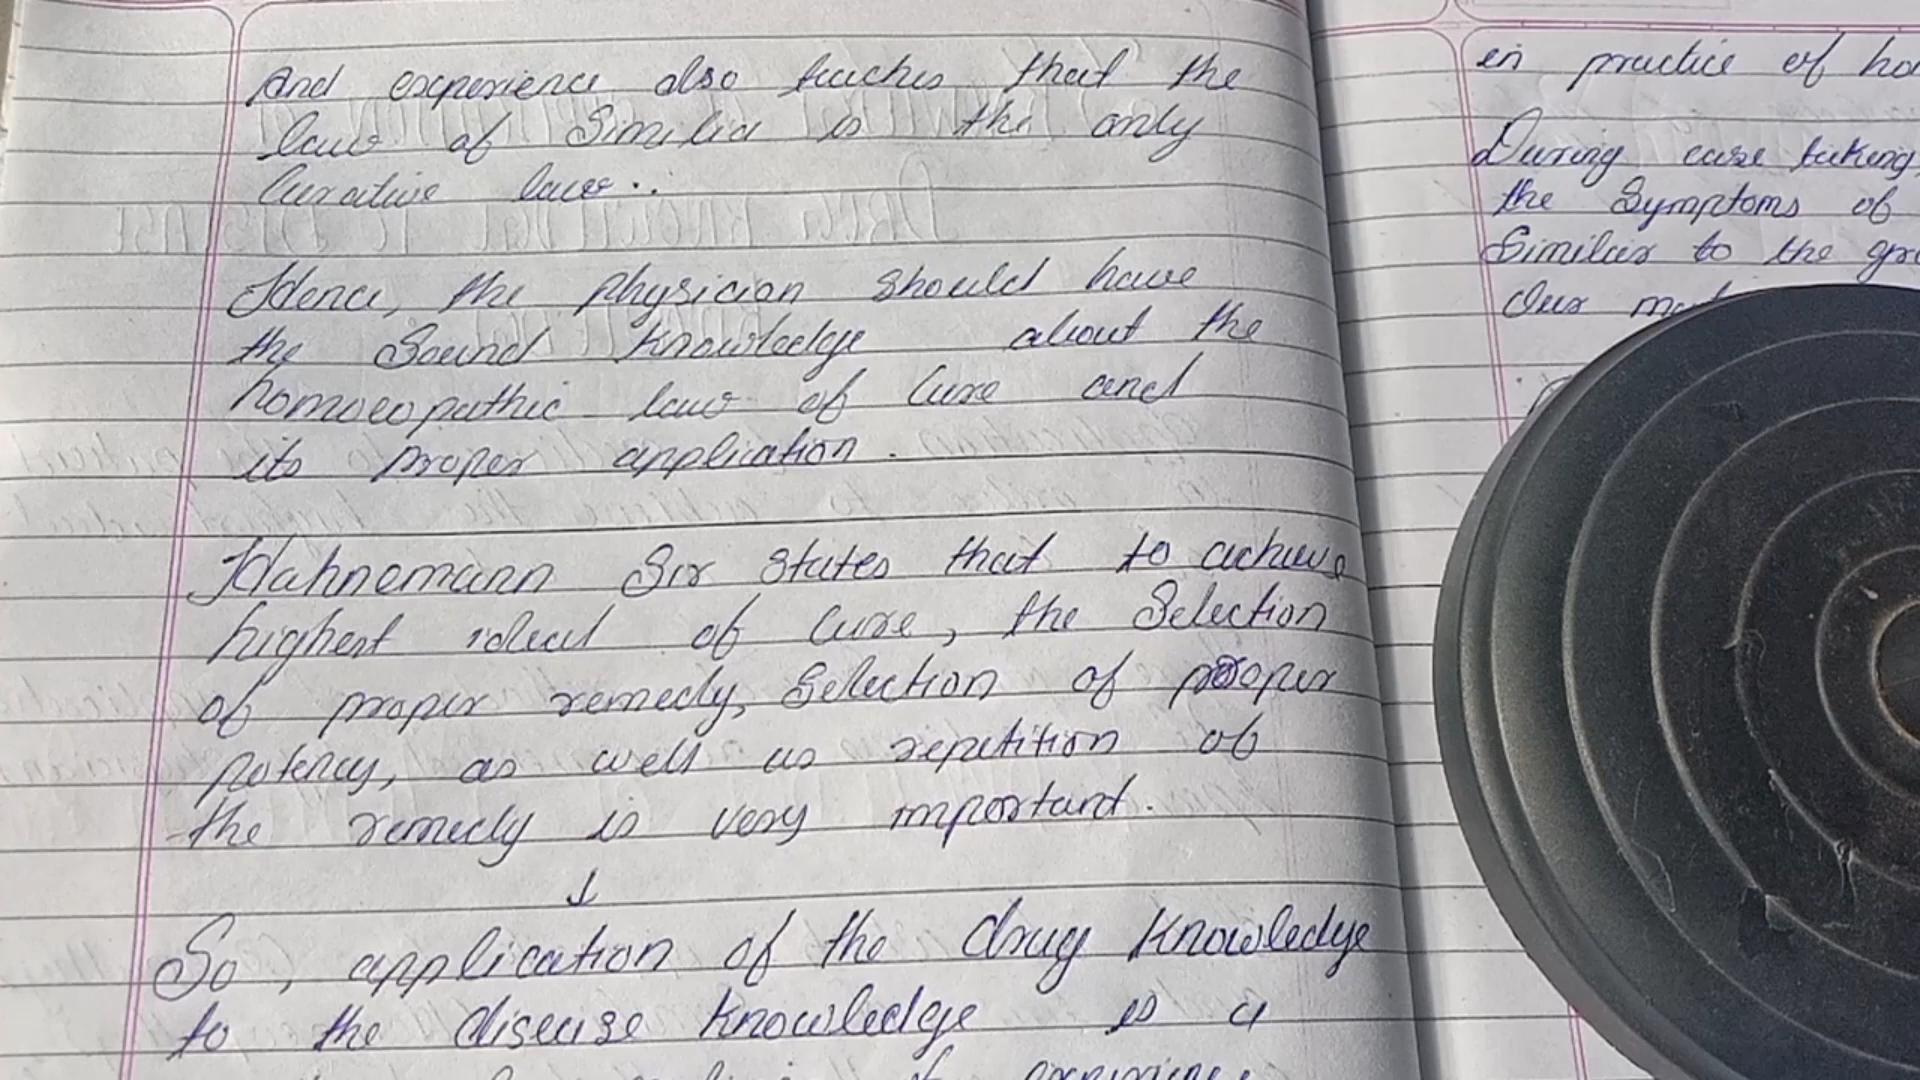 And experience also teaches that the
law of Similia is the only
Curative law..
Hence, the physician should have
the Sound Knowledge about the
homoeopathic law of Cure and
its proper application.
Hahnemann Sir states that to achieve
highest ideal of Cure, the Selection
of proper remedy, Selection of proper
potency, as well as repetition of
the remedy is very important.
↓
So, application of the drug Knowledge
to the disease Knowledge is a
of experience
in practice of
During case taking,
the Symptoms of
Similar to the
Our